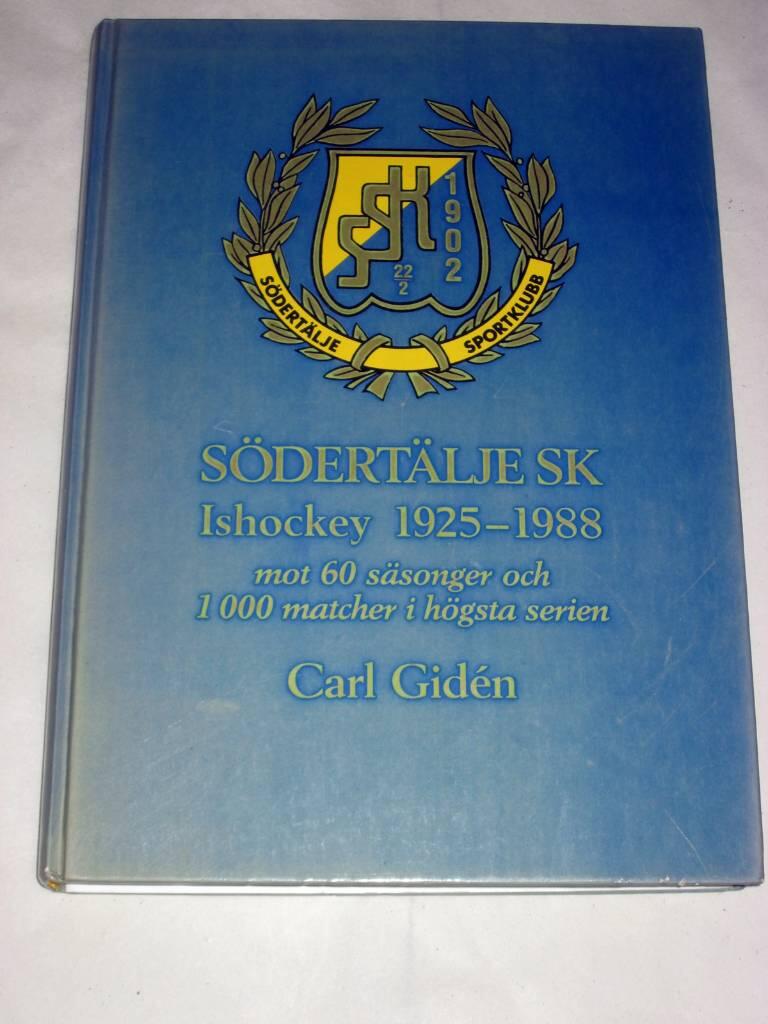 SSK
1902
22
2
SÖDERTÄLJE SPORTKLUBB
SÖDERTÄLJE SK
Ishockey 1925–1988
mot 60 säsonger och
1 000 matcher i högsta serien
Carl Gidén